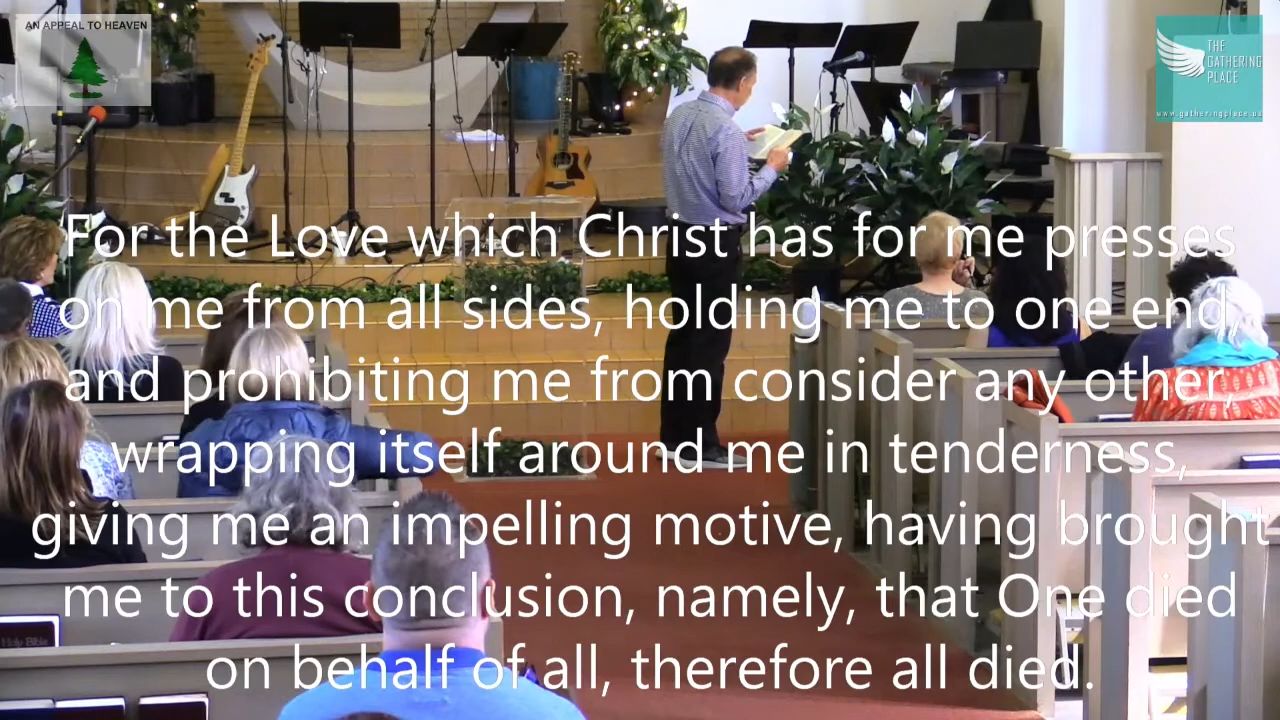 AN APPEAL TO HEAVEN
THE
GATHERING
PLACE
www.gatheringplace.us
For the Love which Christ has for me presses
on me from all sides, holding me to one end,
and prohibiting me from consider any other,
wrapping itself around me in tenderness,
giving me an impelling motive, having brought
me to this conclusion, namely, that One died
on behalf of all, therefore all died.
Holy Bible